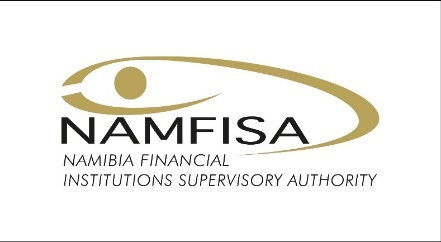 NAMFISA
NAMIBIA FINANCIAL
INSTITUTIONS SUPERVISORY AUTHORITY